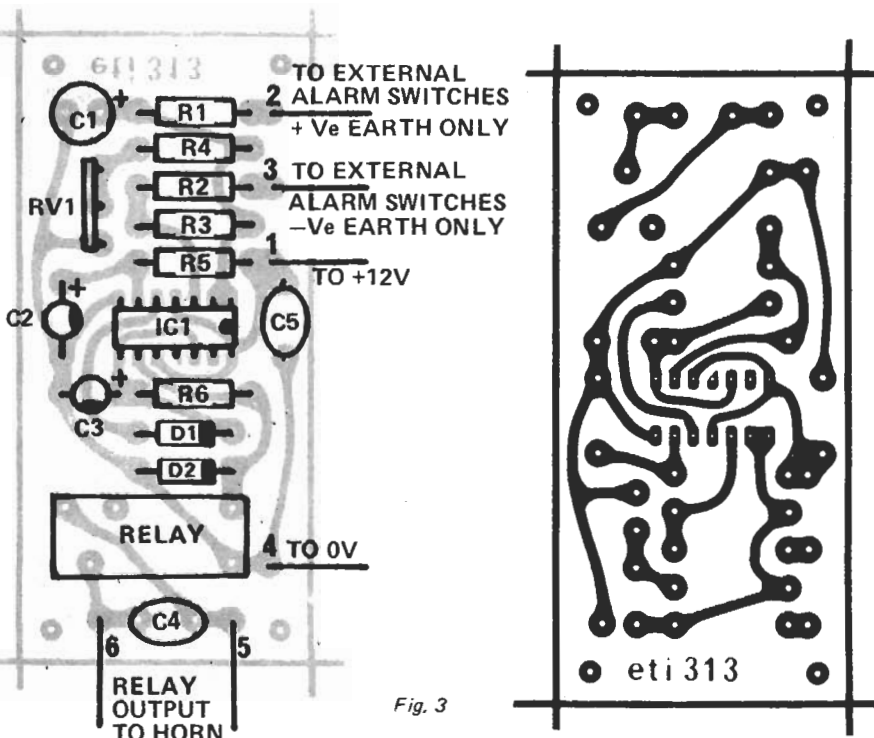 eti 313
TO EXTERNAL
2 ALARM SWITCHES
+ Ve EARTH ONLY
C1
+
R1
R4
3 TO EXTERNAL
R2
ALARM SWITCHES
RV1
R3
–Ve EARTH ONLY
1
R5
TO +12V
+
C2
IC1
C5
+
R6
C3
D1
D2
RELAY
4 TO 0V
C4
6
5
RELAY
OUTPUT
TO HORN
Fig. 3
eti 313